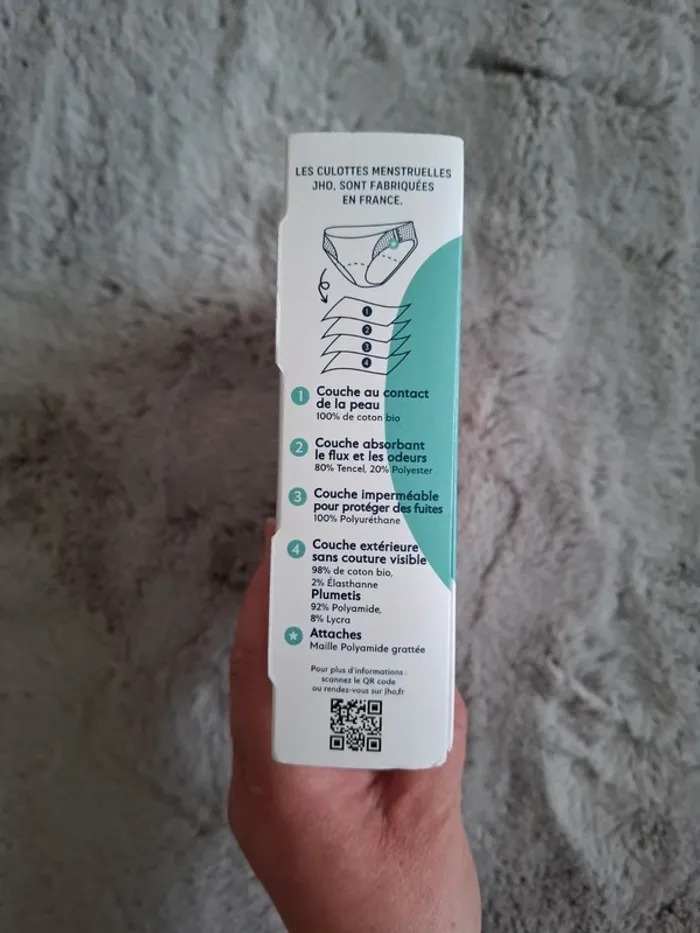 LES CULOTTES MENSTRUELLES
JHO, SONT FABRIQUÉES
EN FRANCE.
1
2
3
4
1 Couche au contact
de la peau
100% de coton bio
2 Couche absorbant
le flux et les odeurs
80% Tencel, 20% Polyester
3 Couche imperméable
pour protéger des fuites
100% Polyuréthane
4 Couche extérieure
sans couture visible
98% de coton bio,
2% Élasthanne
Plumetis
92% Polyamide,
8% Lycra
Attaches
Maille Polyamide grattée
Pour plus d'informations :
scannez le QR code
ou rendez-vous sur jho.fr